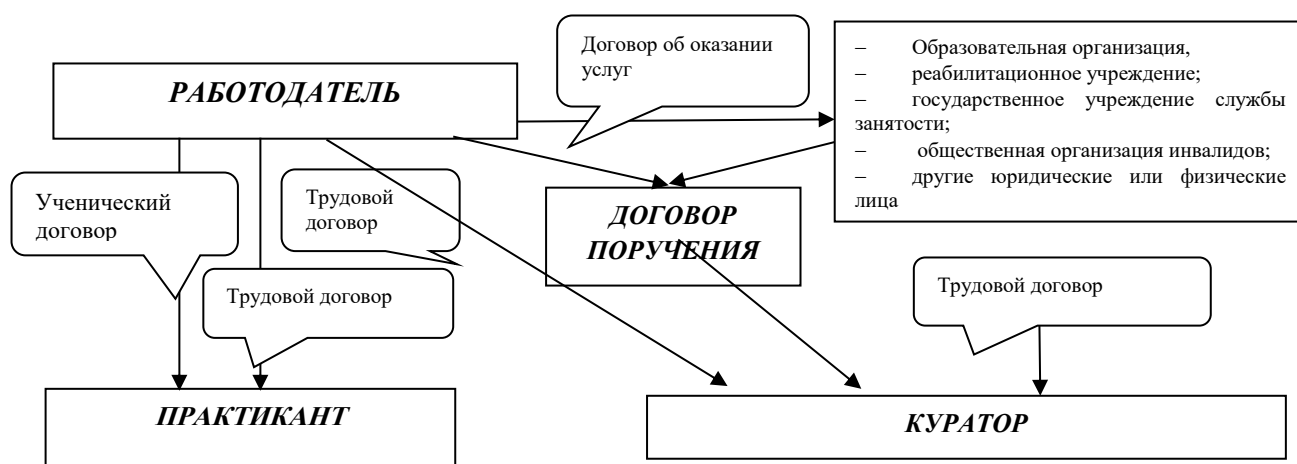 Договор об оказании
услуг
РАБОТОДАТЕЛЬ
– Образовательная организация,
– реабилитационное учреждение;
– государственное учреждение службы
занятости;
– общественная организация инвалидов;
– другие юридические или физические
лица
Ученический
договор
Трудовой
договор
ДОГОВОР
ПОРУЧЕНИЯ
Трудовой договор
Трудовой договор
ПРАКТИКАНТ
КУРАТОР